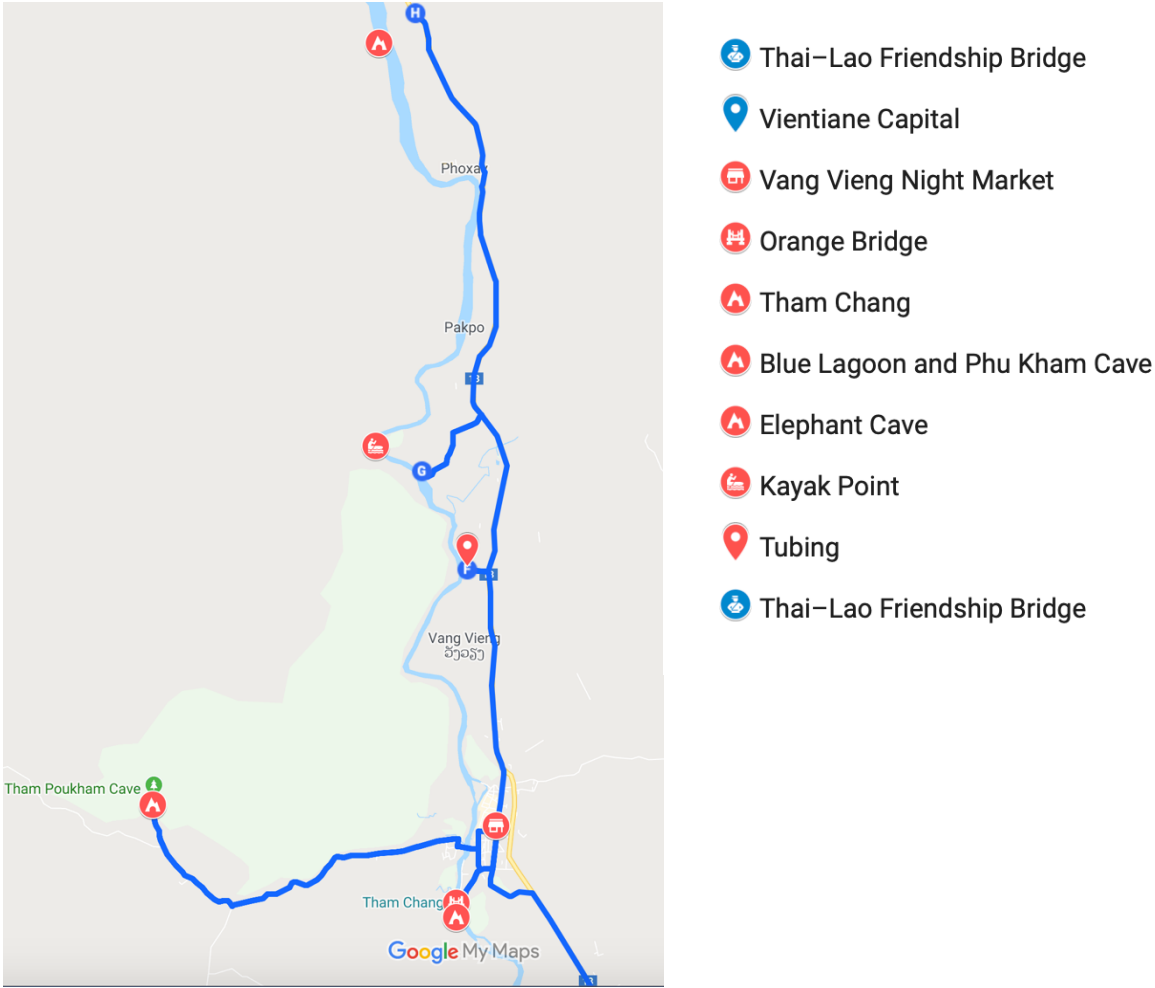 H
Phoxay
Pakpo
13
G
F
13
Vang Vieng
ວັງວຽງ
Tham Poukham Cave
Tham Chang
Google My Maps
13
Thai–Lao Friendship Bridge
Vientiane Capital
Vang Vieng Night Market
Orange Bridge
Tham Chang
Blue Lagoon and Phu Kham Cave
Elephant Cave
Kayak Point
Tubing
Thai–Lao Friendship Bridge